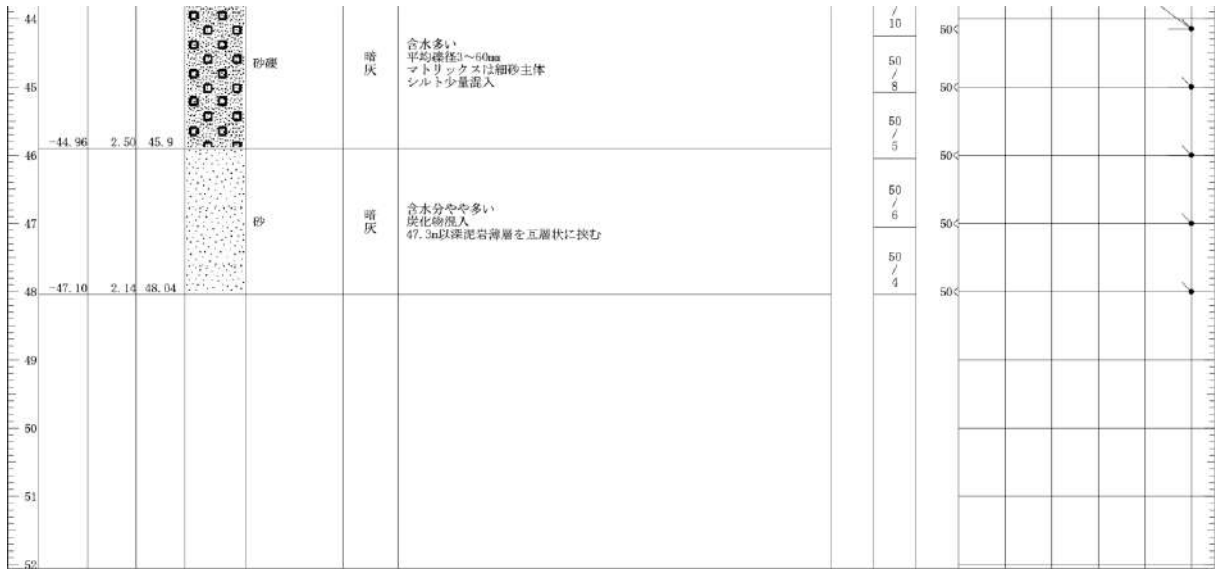 44
45
46
47
48
49
50
51
52
-44.96 2.50 45.9
-47.10 2.14 48.04
砂礫
暗灰
含水多い
平均礫径3～60mm
マトリックスは細砂主体
シルト少量混入
砂
暗灰
含水分やや多い
炭化物混入
47.3m以深泥岩薄層を互層状に挟む
/
10
50
/
8
50
/
5
50
/
6
50
/
4
50<
50<
50<
50<
50<